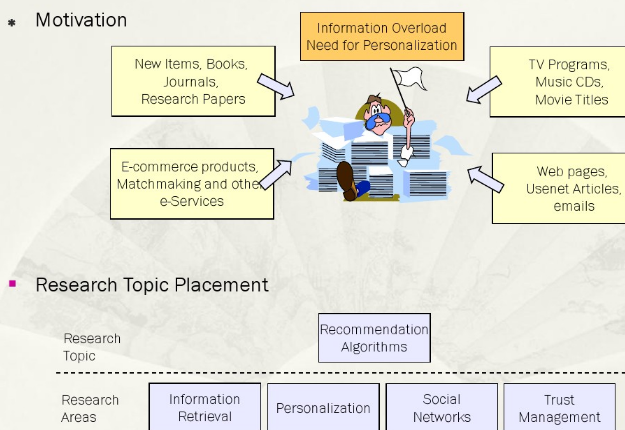 Motivation
Information Overload
Need for Personalization
New Items, Books,
Journals,
Research Papers
TV Programs,
Music CDs,
Movie Titles
E-commerce products,
Matchmaking and other
e-Services
Web pages,
Usenet Articles,
emails
Research Topic Placement
Research
Topic
Recommendation
Algorithms
Research
Areas
Information
Retrieval
Personalization
Social
Networks
Trust
Management